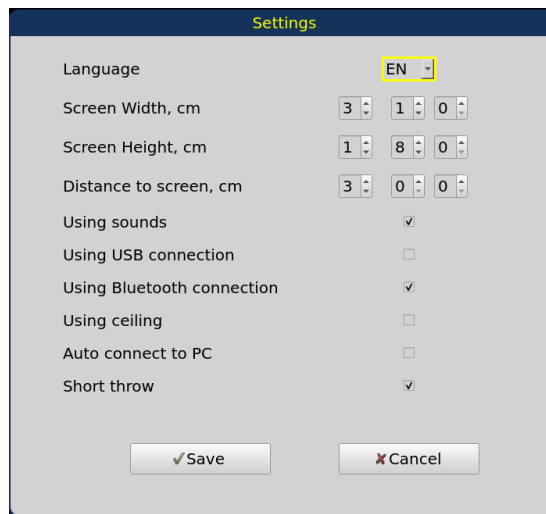 Settings
Language EN
Screen Width, cm 3 1 0
Screen Height, cm 1 8 0
Distance to screen, cm 3 0 0
Using sounds
Using USB connection
Using Bluetooth connection
Using ceiling
Auto connect to PC
Short throw
Save Cancel